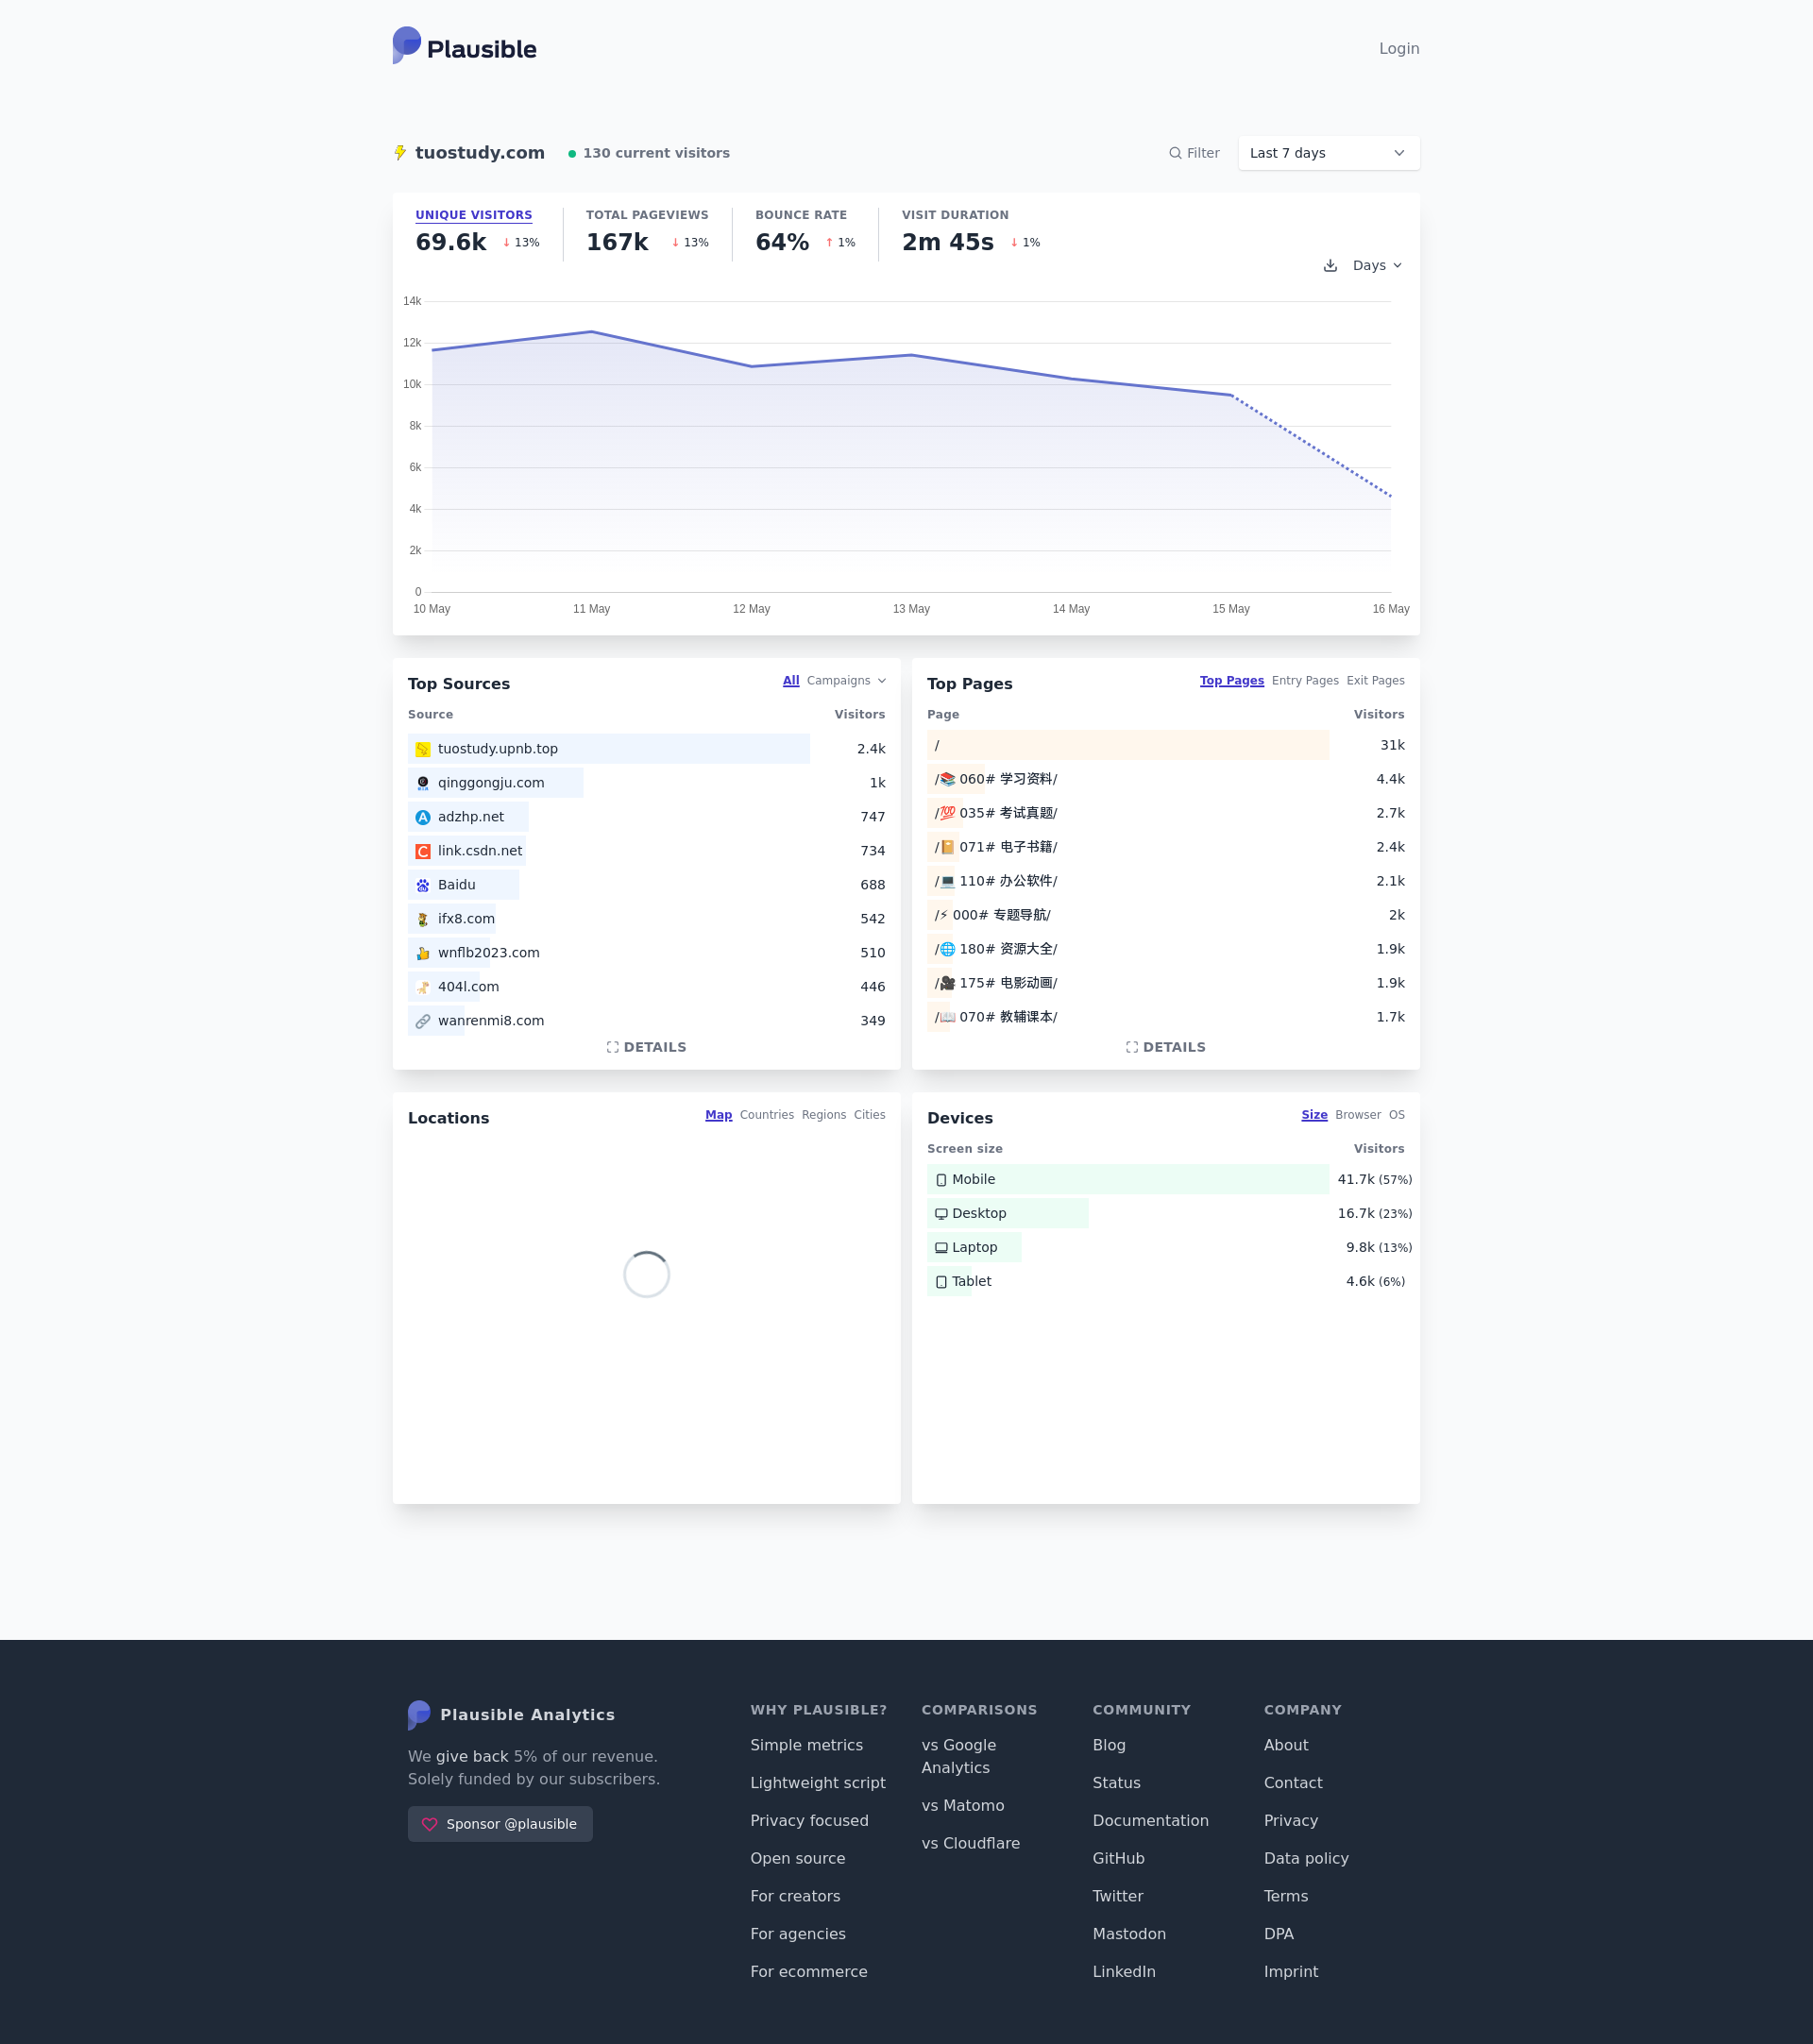 Plausible
Login
tuostudy.com
130 current visitors
Filter
Last 7 days
UNIQUE VISITORS
69.6k ↓ 13%
TOTAL PAGEVIEWS
167k ↓ 13%
BOUNCE RATE
64% ↑ 1%
VISIT DURATION
2m 45s ↓ 1%
Days
14k
12k
10k
8k
6k
4k
2k
0
10 May 11 May 12 May 13 May 14 May 15 May 16 May
Top Sources
All Campaigns
Source Visitors
tuostudy.upnb.top 2.4k
qinggongju.com 1k
adzhp.net 747
link.csdn.net 734
Baidu 688
ifx8.com 542
wnflb2023.com 510
404l.com 446
wanrenmi8.com 349
DETAILS
Top Pages
Top Pages Entry Pages Exit Pages
Page Visitors
/ 31k
/📚 060# 学习资料/ 4.4k
/💯 035# 考试真题/ 2.7k
/📔 071# 电子书籍/ 2.4k
/💻 110# 办公软件/ 2.1k
/⚡ 000# 专题导航/ 2k
/🌐 180# 资源大全/ 1.9k
/🎥 175# 电影动画/ 1.9k
/📖 070# 教辅课本/ 1.7k
DETAILS
Locations
Map Countries Regions Cities
Devices
Size Browser OS
Screen size Visitors
Mobile 41.7k (57%)
Desktop 16.7k (23%)
Laptop 9.8k (13%)
Tablet 4.6k (6%)
Plausible Analytics
We give back 5% of our revenue.
Solely funded by our subscribers.
Sponsor @plausible
WHY PLAUSIBLE?
Simple metrics
Lightweight script
Privacy focused
Open source
For creators
For agencies
For ecommerce
COMPARISONS
vs Google
Analytics
vs Matomo
vs Cloudflare
COMMUNITY
Blog
Status
Documentation
GitHub
Twitter
Mastodon
LinkedIn
COMPANY
About
Contact
Privacy
Data policy
Terms
DPA
Imprint